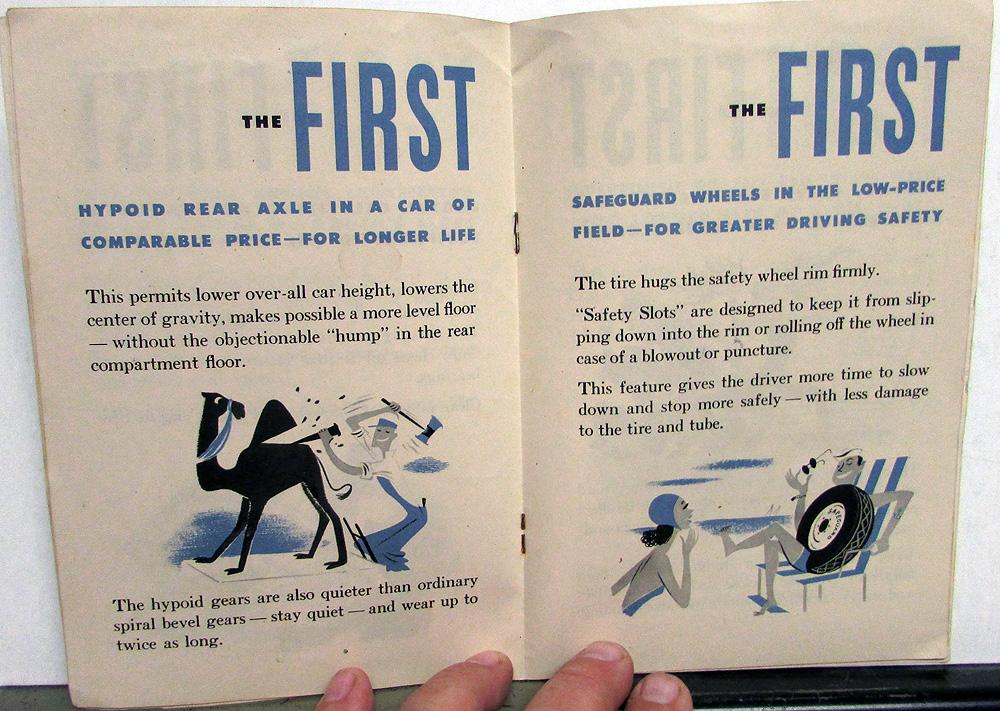 THE FIRST
HYPOID REAR AXLE IN A CAR OF
COMPARABLE PRICE—FOR LONGER LIFE
This permits lower over-all car height, lowers the
center of gravity, makes possible a more level floor
— without the objectionable “hump” in the rear
compartment floor.
The hypoid gears are also quieter than ordinary
spiral bevel gears — stay quiet — and wear up to
twice as long.
THE FIRST
SAFEGUARD WHEELS IN THE LOW-PRICE
FIELD—FOR GREATER DRIVING SAFETY
The tire hugs the safety wheel rim firmly.
“Safety Slots” are designed to keep it from slip-
ping down into the rim or rolling off the wheel in
case of a blowout or puncture.
This feature gives the driver more time to slow
down and stop more safely — with less damage
to the tire and tube.
SAFEGUARD